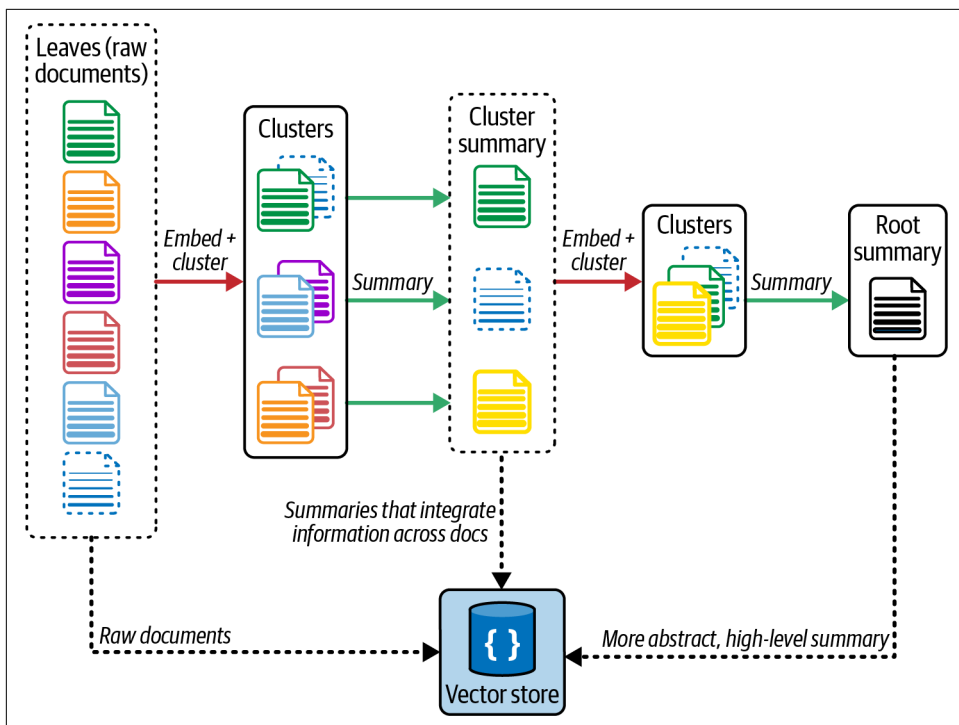 Leaves (raw
documents)
Clusters
Cluster
summary
Embed +
cluster
Summary
Embed +
cluster
Clusters
Summary
Root
summary
Summaries that integrate
information across docs
Raw documents
{ }
Vector store
More abstract, high-level summary